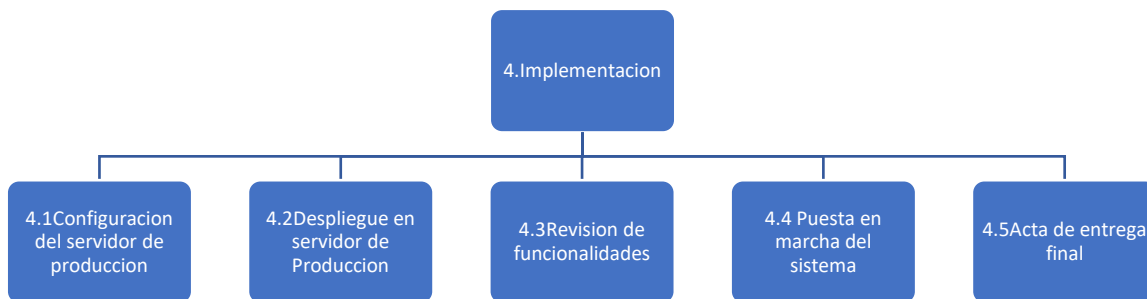 4.Implementacion
4.1Configuracion
del servidor de
produccion
4.2Despliegue en
servidor de
Produccion
4.3Revision de
funcionalidades
4.4 Puesta en
marcha del
sistema
4.5Acta de entrega
final